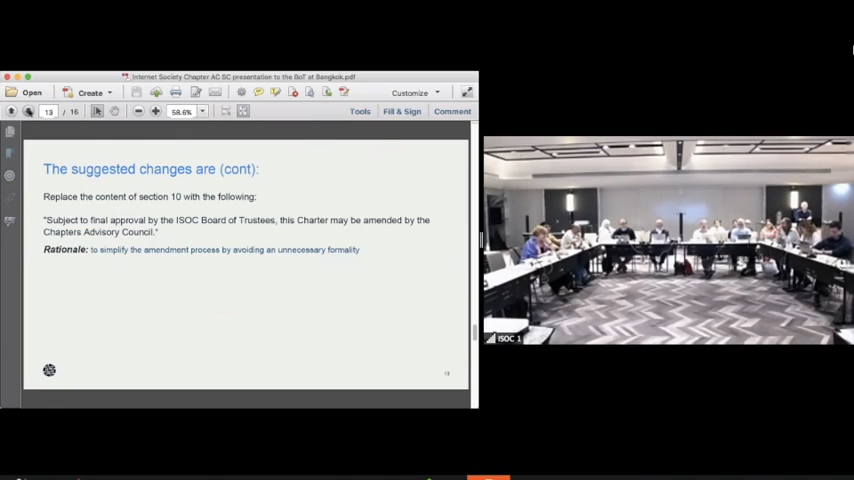 Internet Society Chapter AC SC presentation to the BoT at Bangkok.pdf
Open
Create
Customize
13 / 16
58.6%
Tools
Fill & Sign
Comment
The suggested changes are (cont):
Replace the content of section 10 with the following:
"Subject to final approval by the ISOC Board of Trustees, this Charter may be amended by the
Chapters Advisory Council."
Rationale: to simplify the amendment process by avoiding an unnecessary formality
13
ISOC 1